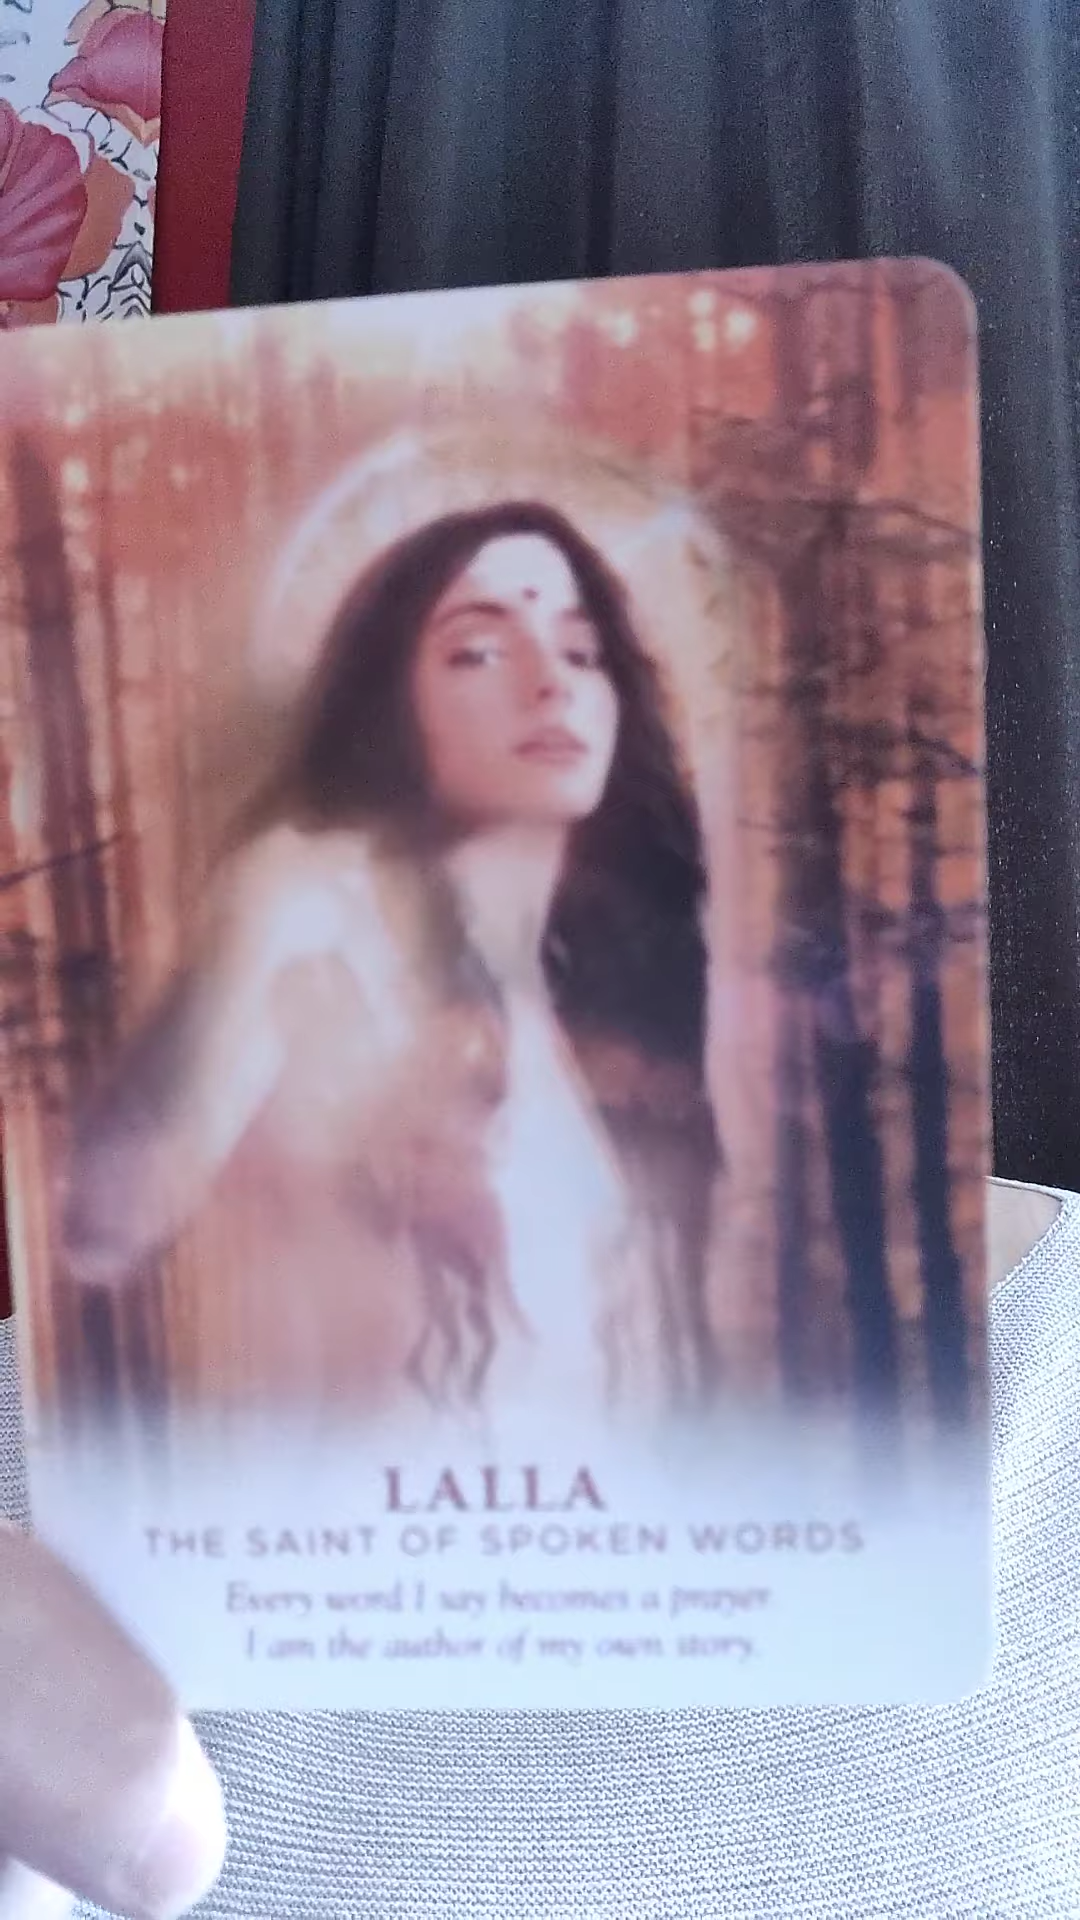 LALLA
THE SAINT OF SPOKEN WORDS
Every word I say becomes a prayer.
I am the author of my own story.